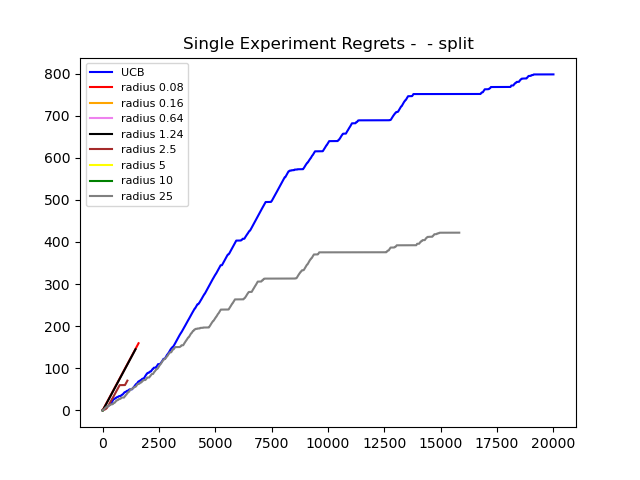 Single Experiment Regrets -  - split
800
700
600
500
400
300
200
100
0
UCB
radius 0.08
radius 0.16
radius 0.64
radius 1.24
radius 2.5
radius 5
radius 10
radius 25
0 2500 5000 7500 10000 12500 15000 17500 20000